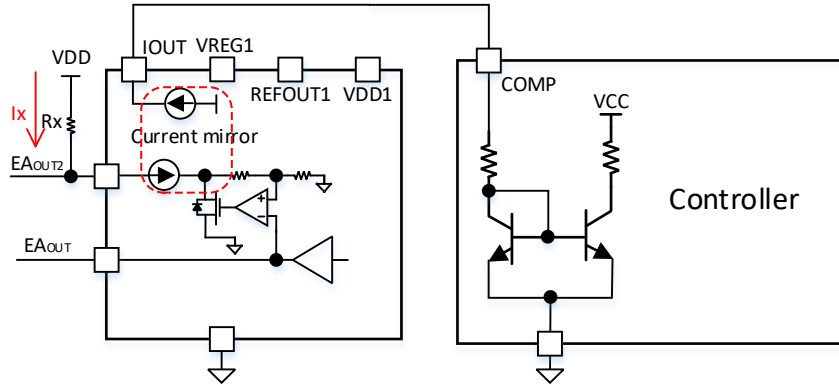 IOUT
VREG1
VDD
REFOUT1
VDD1
COMP
VCC
Ix
Rx
Current mirror
EAOUT2
+
−
EAOUT
Controller